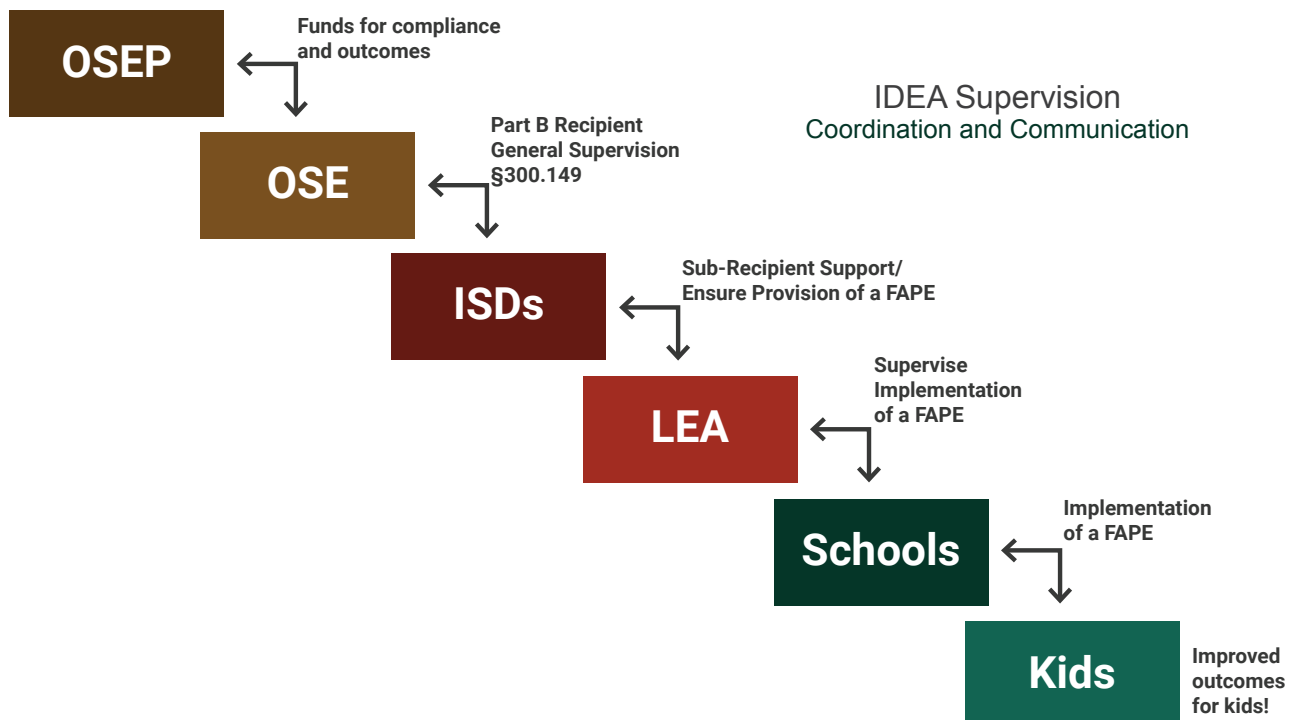 OSEP
Funds for compliance
and outcomes
IDEA Supervision
Coordination and Communication
OSE
Part B Recipient
General Supervision
§300.149
ISDs
Sub-Recipient Support/
Ensure Provision of a FAPE
LEA
Supervise
Implementation
of a FAPE
Schools
Implementation
of a FAPE
Kids
Improved
outcomes
for kids!